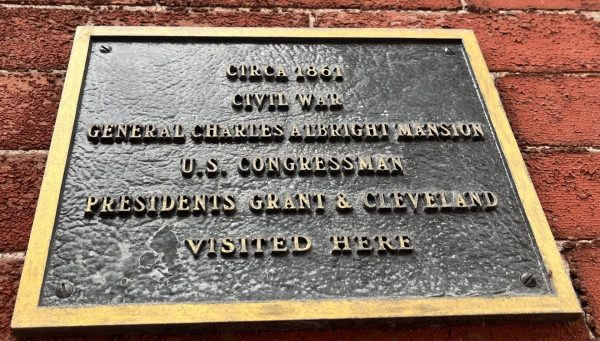 CIRCA 1861
CIVIL WAR
GENERAL CHARLES ALBRIGHT MANSION
U.S. CONGRESSMAN
PRESIDENTS GRANT & CLEVELAND
VISITED HERE